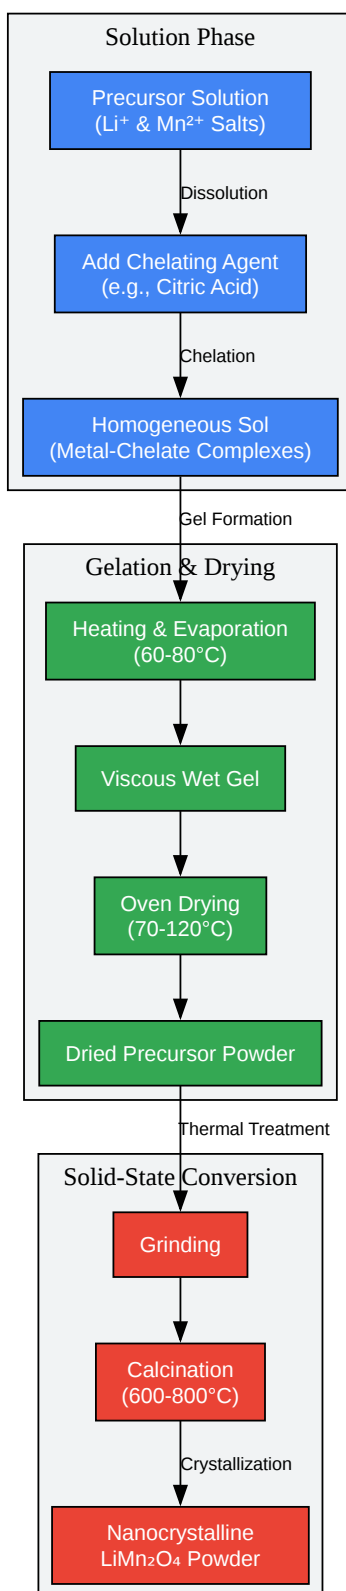 Solution Phase
Precursor Solution
(Li⁺ & Mn²⁺ Salts)
Dissolution
Add Chelating Agent
(e.g., Citric Acid)
Chelation
Homogeneous Sol
(Metal-Chelate Complexes)
Gel Formation
Gelation & Drying
Heating & Evaporation
(60-80°C)
Viscous Wet Gel
Oven Drying
(70-120°C)
Dried Precursor Powder
Thermal Treatment
Solid-State Conversion
Grinding
Calcination
(600-800°C)
Crystallization
Nanocrystalline
LiMn₂O₄ Powder